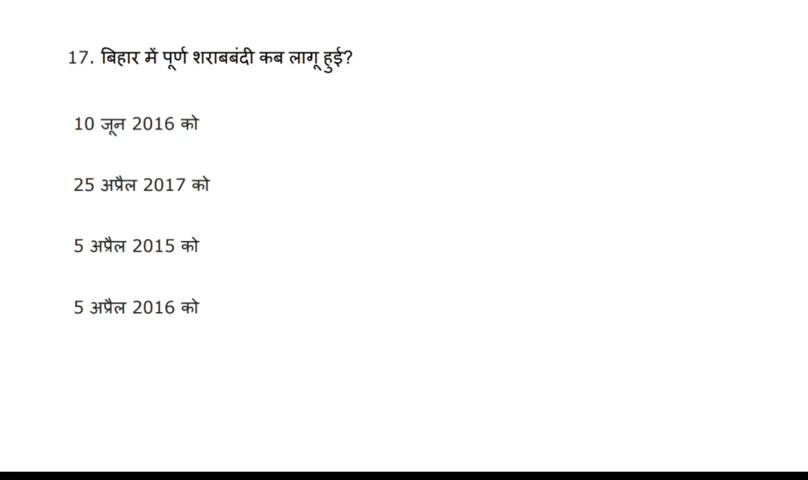 17. बिहार में पूर्ण शराबबंदी कब लागू हुई?
10 जून 2016 को
25 अप्रैल 2017 को
5 अप्रैल 2015 को
5 अप्रैल 2016 को